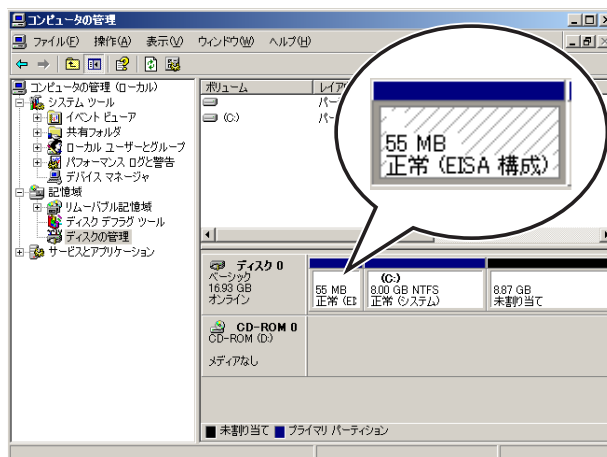 コンピュータの管理
ファイル(F) 操作(A) 表示(V) ウィンドウ(W) ヘルプ(H)
コンピュータの管理 (ローカル)
システム ツール
イベント ビューア
共有フォルダ
ローカル ユーザーとグループ
パフォーマンス ログと警告
デバイス マネージャ
記憶域
リムーバブル記憶域
ディスク デフラグ ツール
ディスクの管理
サービスとアプリケーション
ボリューム レイア
パー
(C:) パー
55 MB
正常 (EISA 構成)
ディスク 0
ベーシック
16.93 GB
オンライン
55 MB
正常 (EI
(C:)
8.00 GB NTFS
正常 (システム)
8.87 GB
未割り当て
CD-ROM 0
CD-ROM (D:)
メディアなし
未割り当て プライマリ パーティション